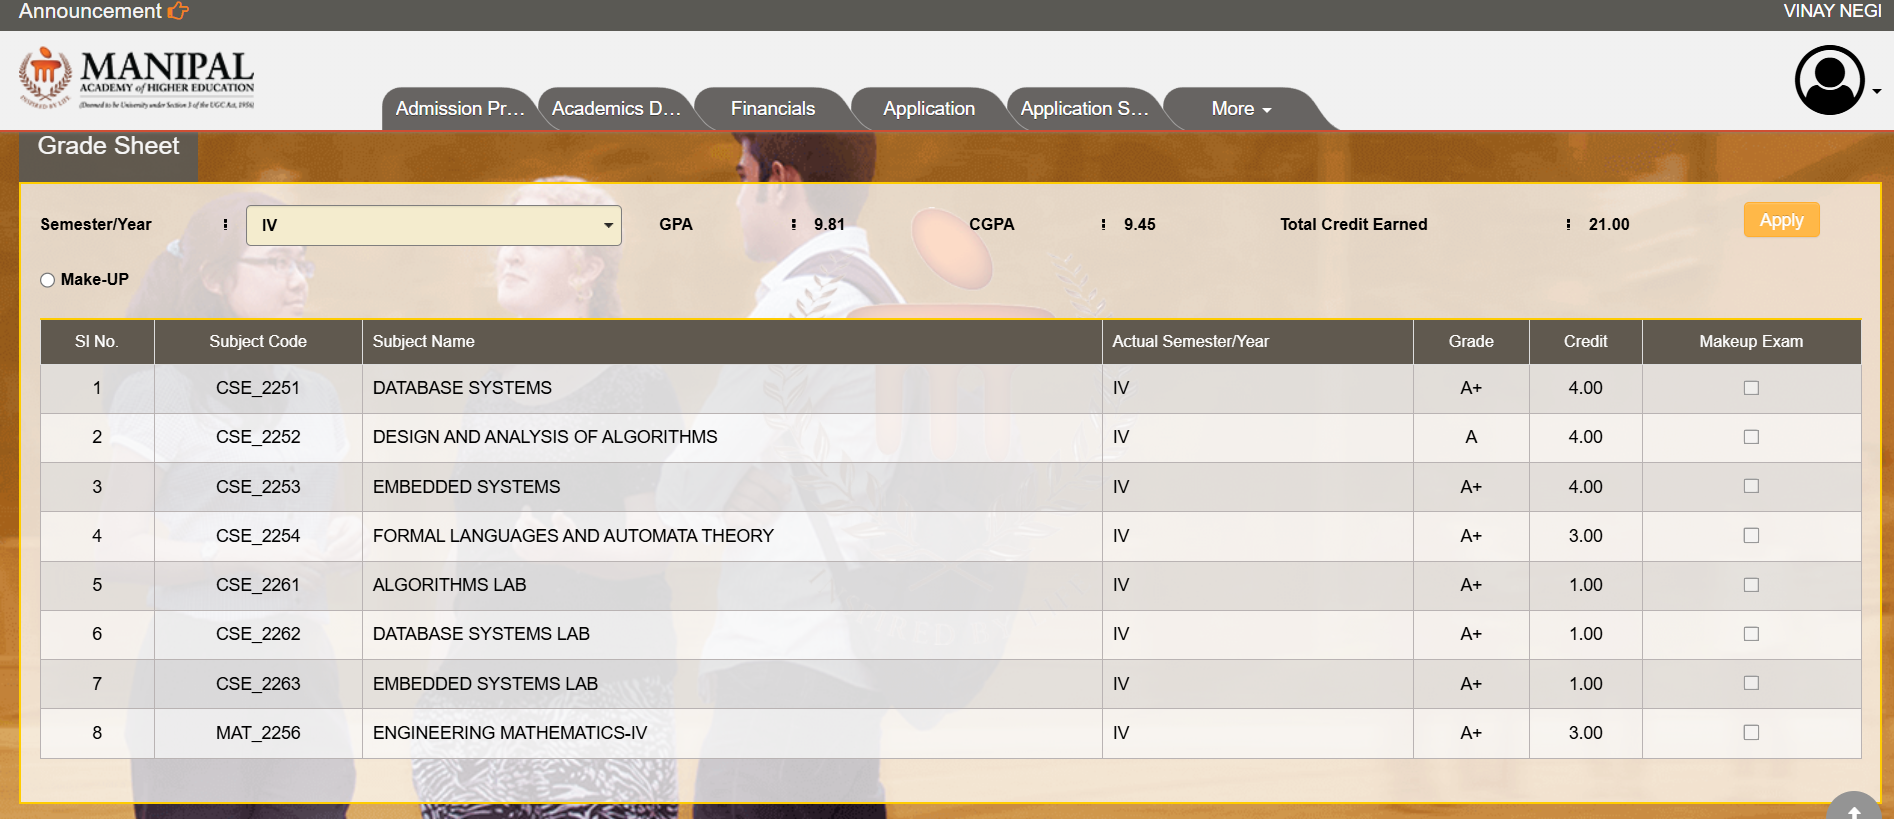 Announcement
VINAY NEGI
MANIPAL
ACADEMY of HIGHER EDUCATION
(Deemed to be University under Section 3 of the UGC Act, 1956)
INSPIRED BY LIFE
Admission Pr...
Academics D...
Financials
Application
Application S...
More
Grade Sheet
Semester/Year : IV GPA : 9.81 CGPA : 9.45 Total Credit Earned : 21.00 Apply
Make-UP
Sl No. Subject Code Subject Name Actual Semester/Year Grade Credit Makeup Exam
1 CSE_2251 DATABASE SYSTEMS IV A+ 4.00
2 CSE_2252 DESIGN AND ANALYSIS OF ALGORITHMS IV A 4.00
3 CSE_2253 EMBEDDED SYSTEMS IV A+ 4.00
4 CSE_2254 FORMAL LANGUAGES AND AUTOMATA THEORY IV A+ 3.00
5 CSE_2261 ALGORITHMS LAB IV A+ 1.00
6 CSE_2262 DATABASE SYSTEMS LAB IV A+ 1.00
7 CSE_2263 EMBEDDED SYSTEMS LAB IV A+ 1.00
8 MAT_2256 ENGINEERING MATHEMATICS-IV IV A+ 3.00